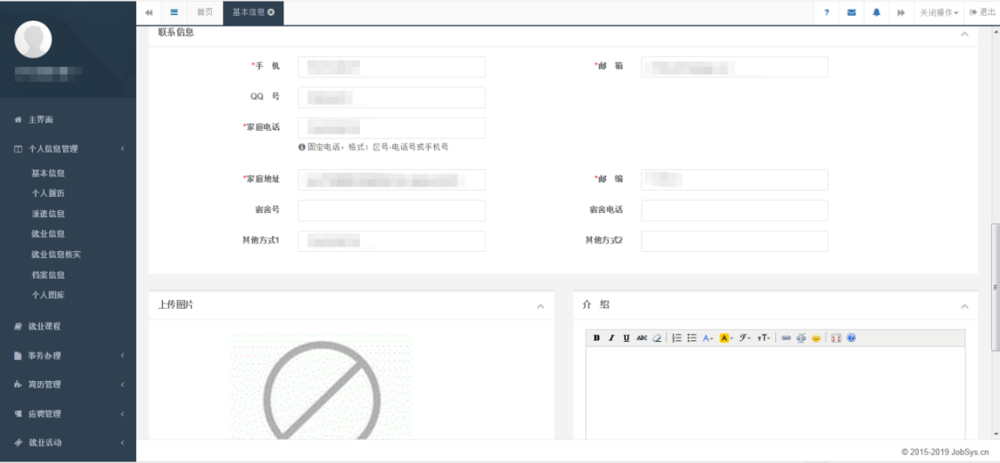 首页 基本信息 ? 关闭操作 退出
联系信息
*手 机 *邮 箱
QQ 号
*家庭电话
固定电话，格式：区号-电话号或手机号
*家庭地址 *邮 编
宿舍号 宿舍电话
其他方式1 其他方式2
主界面
个人信息管理
基本信息
个人履历
派遣信息
就业信息
就业信息核实
档案信息
个人图库
就业课程
事务办理
简历管理
应聘管理
就业活动
上传图片
介 绍
B I U ABC A A F TT
© 2015-2019 JobSys.cn